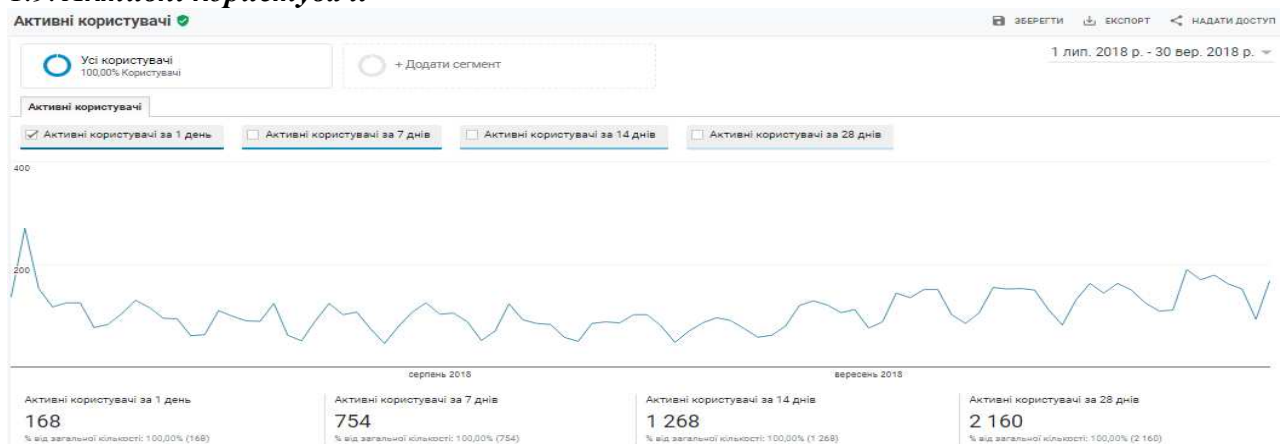 Активні користувачі
ЗБЕРЕГТИ ЕКСПОРТ НАДАТИ ДОСТУП
Усі користувачі
100,00% Користувачі
+ Додати сегмент
1 лип. 2018 р. - 30 вер. 2018 р.
Активні користувачі
Активні користувачі за 1 день Активні користувачі за 7 днів Активні користувачі за 14 днів Активні користувачі за 28 днів
400
200
серпень 2018 вересень 2018
Активні користувачі за 1 день Активні користувачі за 7 днів Активні користувачі за 14 днів Активні користувачі за 28 днів
168 754 1 268 2 160
% від загальної кількості: 100,00% (168) % від загальної кількості: 100,00% (754) % від загальної кількості: 100,00% (1 268) % від загальної кількості: 100,00% (2 160)